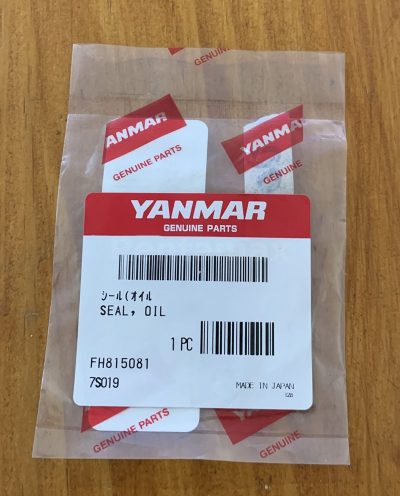 YANMAR
GENUINE
YANMAR
GENUINE PARTS
YANMAR
GENUINE PARTS
YANMAR
GENUINE PARTS
シール(オイル
SEAL, OIL
1 PC
FH815081
7S019
MADE IN JAPAN
GENUINE PARTS
GENUINE